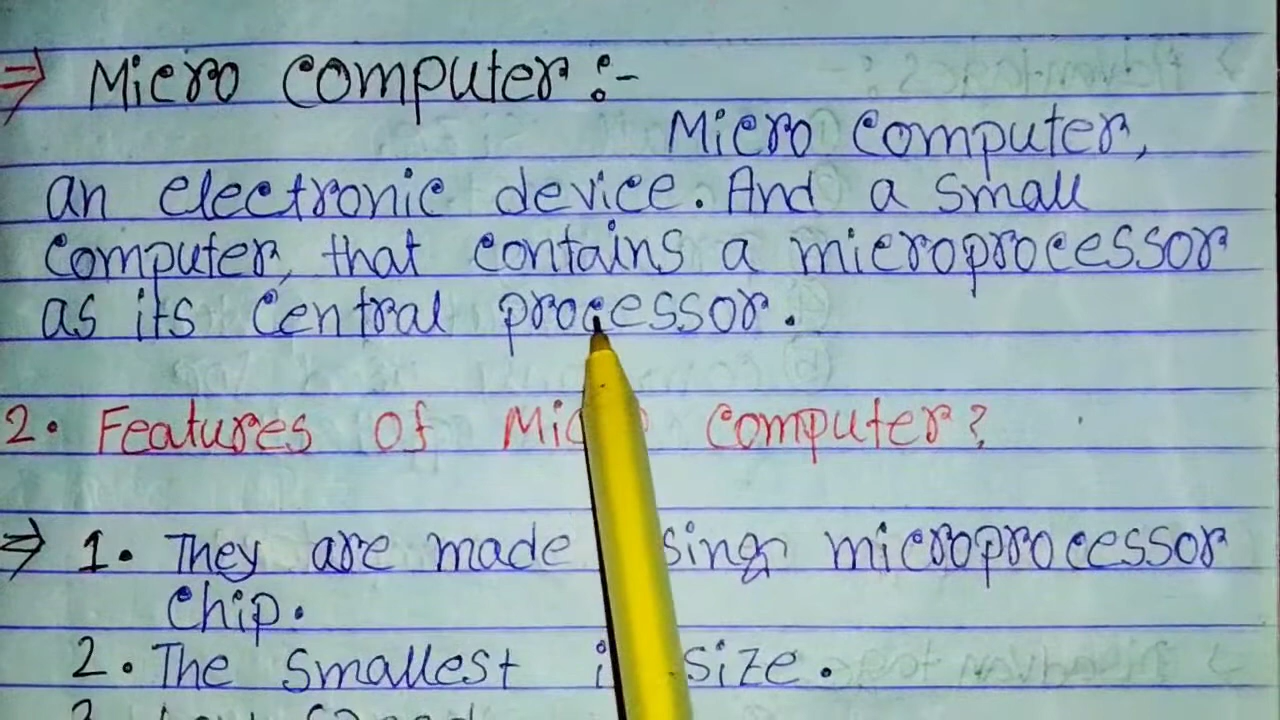 ⇒ Micro Computer :-
Micro Computer,
an electronic device. And a small
Computer, that contains a microprocessor
as its Central processor.
2. Features of Computer?
⇒ 1. They are made microprocessor
Chip.
2. The smallest size.
3.